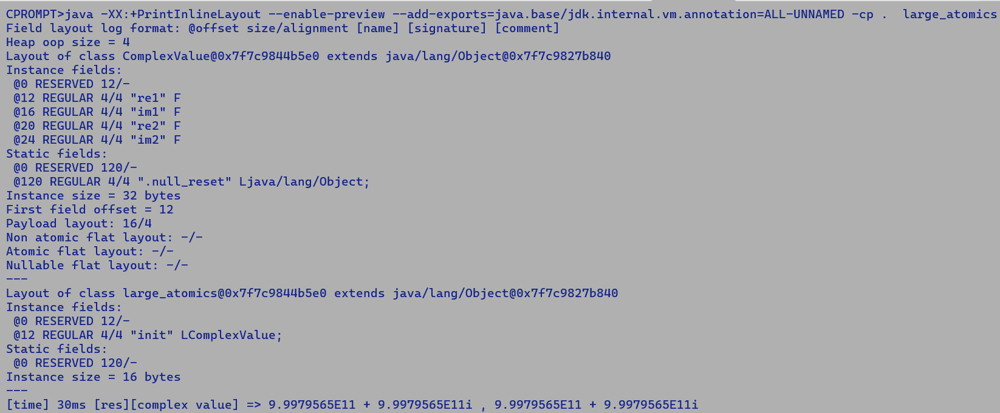 CPROMPT>java -XX:+PrintInlineLayout --enable-preview --add-exports=java.base/jdk.internal.vm.annotation=ALL-UNNAMED -cp .  large_atomics
Field layout log format: @offset size/alignment [name] [signature] [comment]
Heap oop size = 4
Layout of class ComplexValue@0x7f7c9844b5e0 extends java/lang/Object@0x7f7c9827b840
Instance fields:
 @0 RESERVED 12/-
 @12 REGULAR 4/4 "re1" F
 @16 REGULAR 4/4 "im1" F
 @20 REGULAR 4/4 "re2" F
 @24 REGULAR 4/4 "im2" F
Static fields:
 @0 RESERVED 120/-
 @120 REGULAR 4/4 ".null_reset" Ljava/lang/Object;
Instance size = 32 bytes
First field offset = 12
Payload layout: 16/4
Non atomic flat layout: -/-
Atomic flat layout: -/-
Nullable flat layout: -/-
---
Layout of class large_atomics@0x7f7c9844b5e0 extends java/lang/Object@0x7f7c9827b840
Instance fields:
 @0 RESERVED 12/-
 @12 REGULAR 4/4 "init" LComplexValue;
Static fields:
 @0 RESERVED 120/-
Instance size = 16 bytes
---
[time] 30ms [res][complex value] => 9.9979565E11 + 9.9979565E11i , 9.9979565E11 + 9.9979565E11i